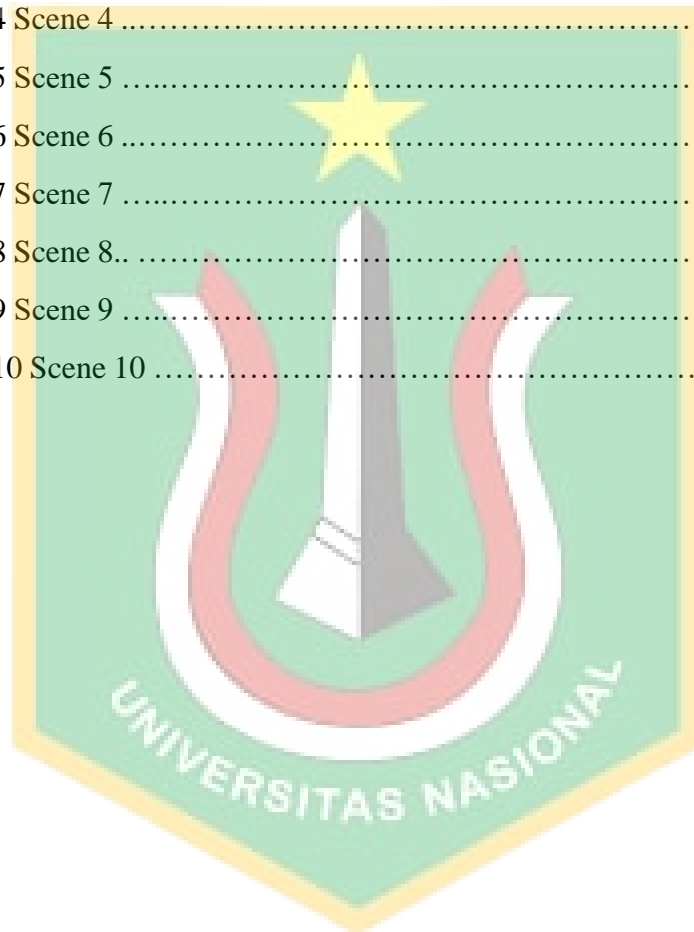 4 Scene 4 ..……………………………………………………
5 Scene 5 …..…………………………………………………
6 Scene 6 ..……………………………………………………
7 Scene 7 …..…………………………………………………
8 Scene 8.. ……………………………………………………
9 Scene 9 ………………………………………………………
10 Scene 10 ……………………………………………………
UNIVERSITAS NASIONAL